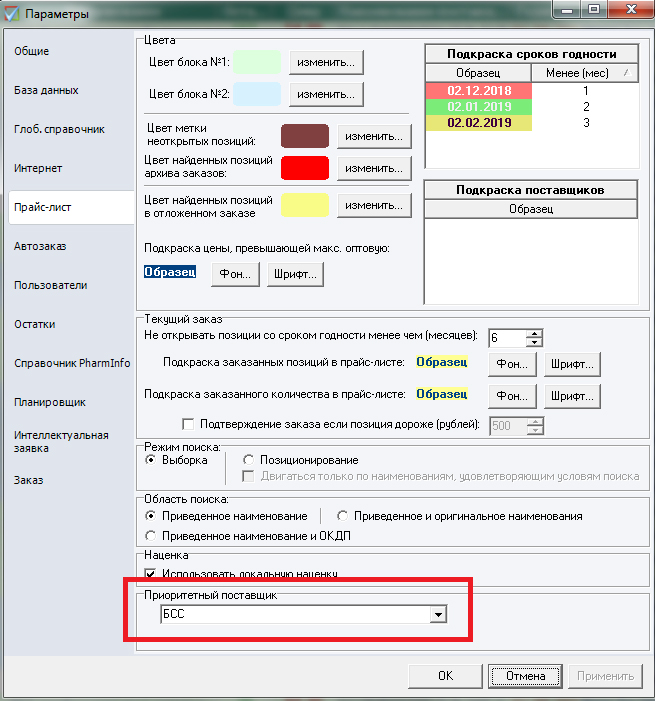 Параметры
Общие
База данных
Глоб. справочник
Интернет
Прайс-лист
Автозаказ
Пользователи
Остатки
Справочник PharmInfo
Планировщик
Интеллектуальная
заявка
Заказ
Цвета
Цвет блока №1: изменить...
Цвет блока №2: изменить...
Цвет метки
неоткрытых позиций: изменить...
Цвет найденных позиций
архива заказов: изменить...
Цвет найденных позиций
в отложенном заказе изменить...
Подкраска цены, превышающей макс. оптовую:
Образец Фон... Шрифт...
Подкраска сроков годности
Образец Менее (мес)
02.12.2018 1
02.01.2019 2
02.02.2019 3
Подкраска поставщиков
Образец
Текущий заказ
Не открывать позиции со сроком годности менее чем (месяцев): 6
Подкраска заказанных позиций в прайс-листе: Образец Фон... Шрифт...
Подкраска заказанного количества в прайс-листе: Образец Фон... Шрифт...
Подтверждение заказа если позиция дороже (рублей): 500
Режим поиска:
Выборка Позиционирование
Двигаться только по наименованиям, удовлетворяющим условиям поиска
Область поиска:
Приведенное наименование Приведенное и оригинальное наименования
Приведенное наименование и ОКДП
Наценка
Использовать локальную наценку
Приоритетный поставщик
БСС
OK Отмена Применить